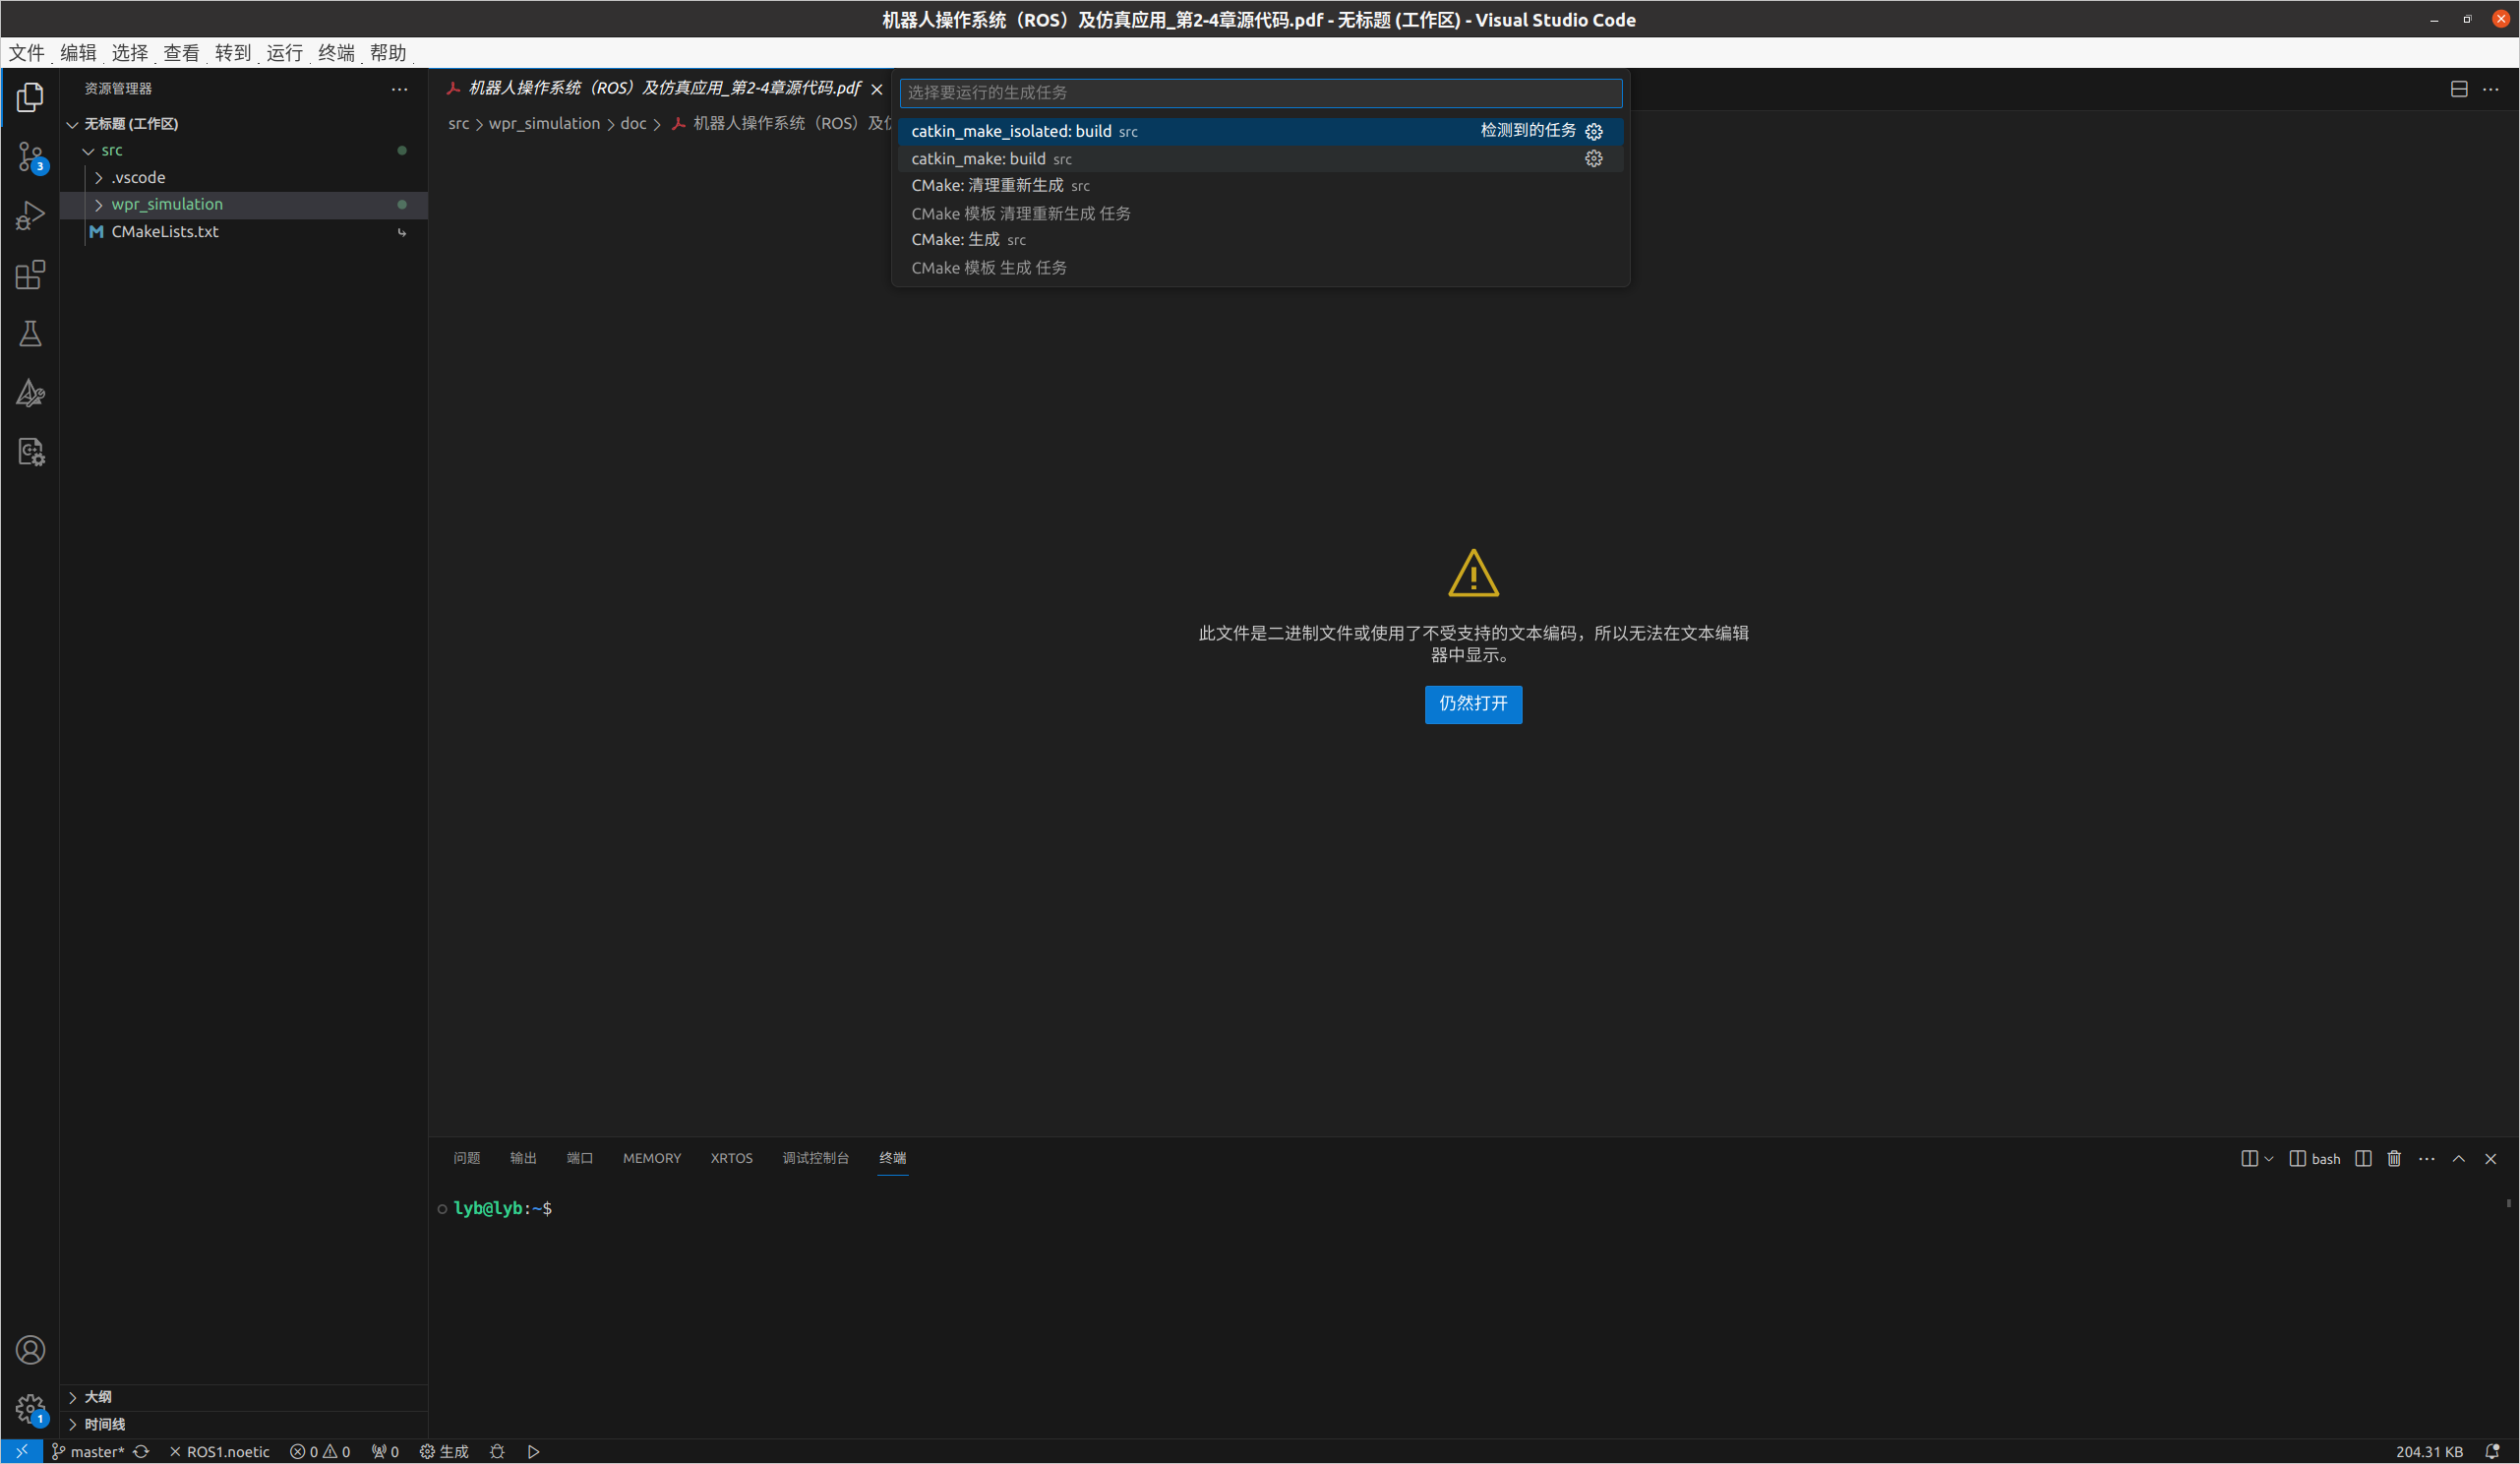 机器人操作系统（ROS）及仿真应用_第2-4章源代码.pdf - 无标题 (工作区) - Visual Studio Code
文件 编辑 选择 查看 转到 运行 终端 帮助
资源管理器
无标题 (工作区)
src
.vscode
wpr_simulation
CMakeLists.txt
3
机器人操作系统（ROS）及仿真应用_第2-4章源代码.pdf
src > wpr_simulation > doc > 机器人操作系统（ROS）及仿
选择要运行的生成任务
catkin_make_isolated: build src 检测到的任务
catkin_make: build src
CMake: 清理重新生成 src
CMake 模板 清理重新生成 任务
CMake: 生成 src
CMake 模板 生成 任务
此文件是二进制文件或使用了不受支持的文本编码，所以无法在文本编辑
器中显示。
仍然打开
问题 输出 端口 MEMORY XRTOS 调试控制台 终端
bash
lyb@lyb:~$
大纲
1
时间线
master* ROS1.noetic 0 0 0 生成
204.31 KB